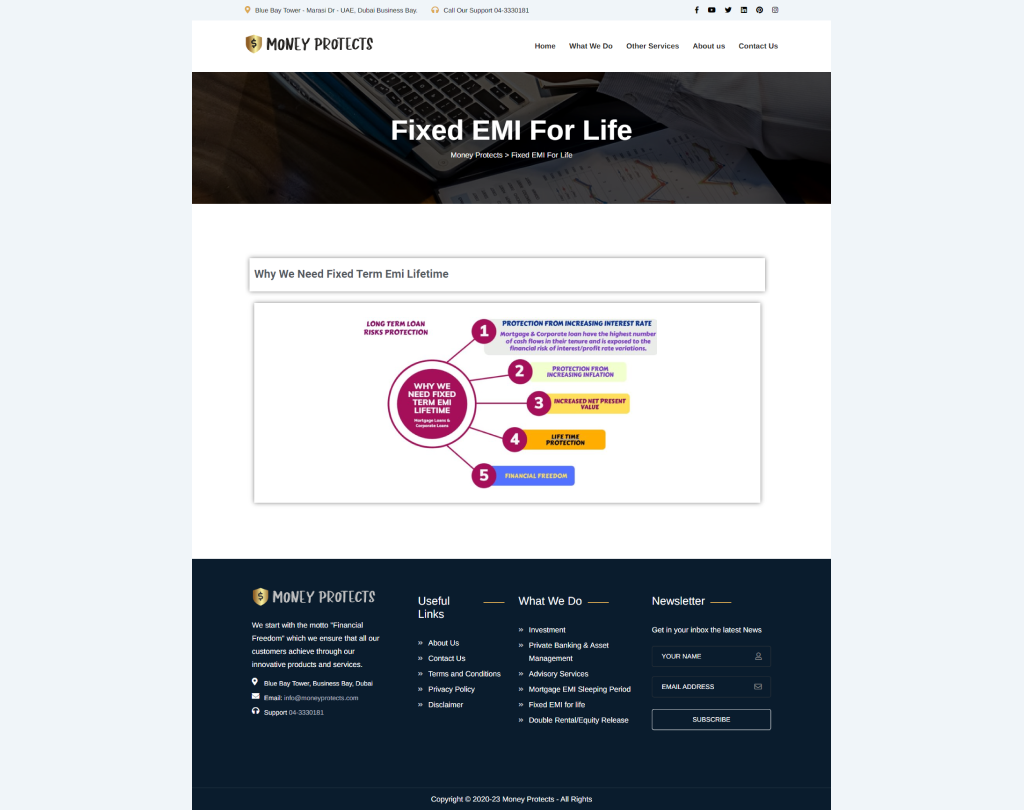 Blue Bay Tower - Marasi Dr - UAE, Dubai Business Bay.
Call Our Support 04-3330181
MONEY PROTECTS
Home
What We Do
Other Services
About us
Contact Us
Fixed EMI For Life
Money Protects > Fixed EMI For Life
Why We Need Fixed Term Emi Lifetime
LONG TERM LOAN
RISKS PROTECTION
WHY WE
NEED FIXED
TERM EMI
LIFETIME
Mortgage Loans &
Corporate Loans
1
PROTECTION FROM INCREASING INTEREST RATE
Mortgage & Corporate loan have the highest number
of cash flows in their tenure and is exposed to the
financial risk of interest/profit rate variations.
2
PROTECTION FROM
INCREASING INFLATION
3
INCREASED NET PRESENT
VALUE
4
LIFE TIME
PROTECTION
5
FINANCIAL FREEDOM
MONEY PROTECTS
We start with the motto "Financial
Freedom" which we ensure that all our
customers achieve through our
innovative products and services.
Blue Bay Tower, Business Bay, Dubai
Email: info@moneyprotects.com
Support 04-3330181
Useful
Links
» About Us
» Contact Us
» Terms and Conditions
» Privacy Policy
» Disclaimer
What We Do
» Investment
» Private Banking & Asset
Management
» Advisory Services
» Mortgage EMI Sleeping Period
» Fixed EMI for life
» Double Rental/Equity Release
Newsletter
Get in your inbox the latest News
YOUR NAME
EMAIL ADDRESS
SUBSCRIBE
Copyright © 2020-23 Money Protects - All Rights